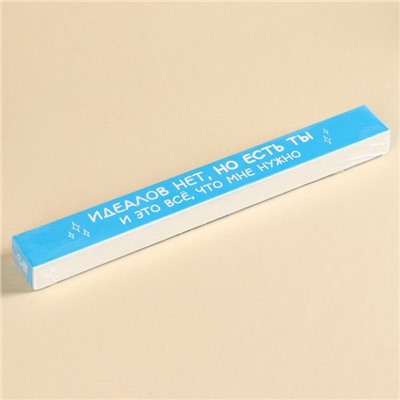 ИДЕАЛОВ НЕТ, НО ЕСТЬ ТЫ
И ЭТО ВСЁ, ЧТО МНЕ НУЖНО